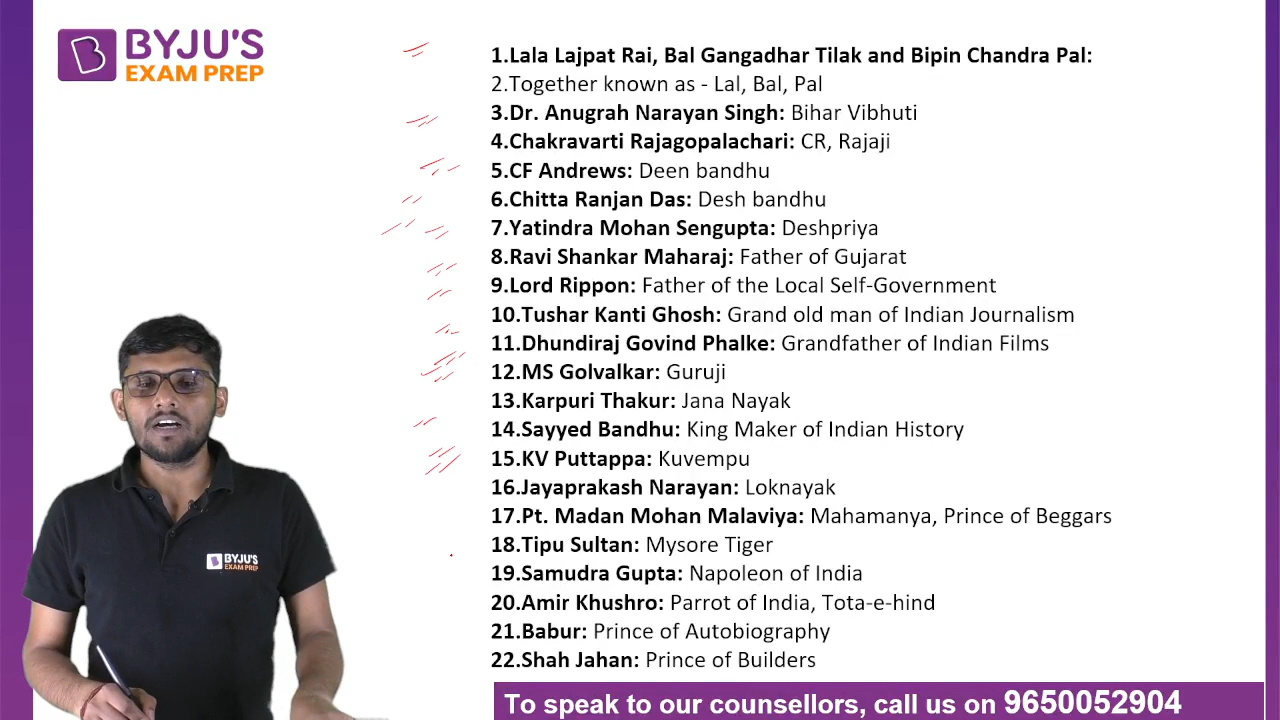 BYJU'S
EXAM PREP
1.Lala Lajpat Rai, Bal Gangadhar Tilak and Bipin Chandra Pal:
2.Together known as - Lal, Bal, Pal
3.Dr. Anugrah Narayan Singh: Bihar Vibhuti
4.Chakravarti Rajagopalachari: CR, Rajaji
5.CF Andrews: Deen bandhu
6.Chitta Ranjan Das: Desh bandhu
7.Yatindra Mohan Sengupta: Deshpriya
8.Ravi Shankar Maharaj: Father of Gujarat
9.Lord Rippon: Father of the Local Self-Government
10.Tushar Kanti Ghosh: Grand old man of Indian Journalism
11.Dhundiraj Govind Phalke: Grandfather of Indian Films
12.MS Golvalkar: Guruji
13.Karpuri Thakur: Jana Nayak
14.Sayyed Bandhu: King Maker of Indian History
15.KV Puttappa: Kuvempu
16.Jayaprakash Narayan: Loknayak
17.Pt. Madan Mohan Malaviya: Mahamanya, Prince of Beggars
18.Tipu Sultan: Mysore Tiger
19.Samudra Gupta: Napoleon of India
20.Amir Khushro: Parrot of India, Tota-e-hind
21.Babur: Prince of Autobiography
22.Shah Jahan: Prince of Builders
BYJU'S
EXAM PREP
To speak to our counsellors, call us on 9650052904